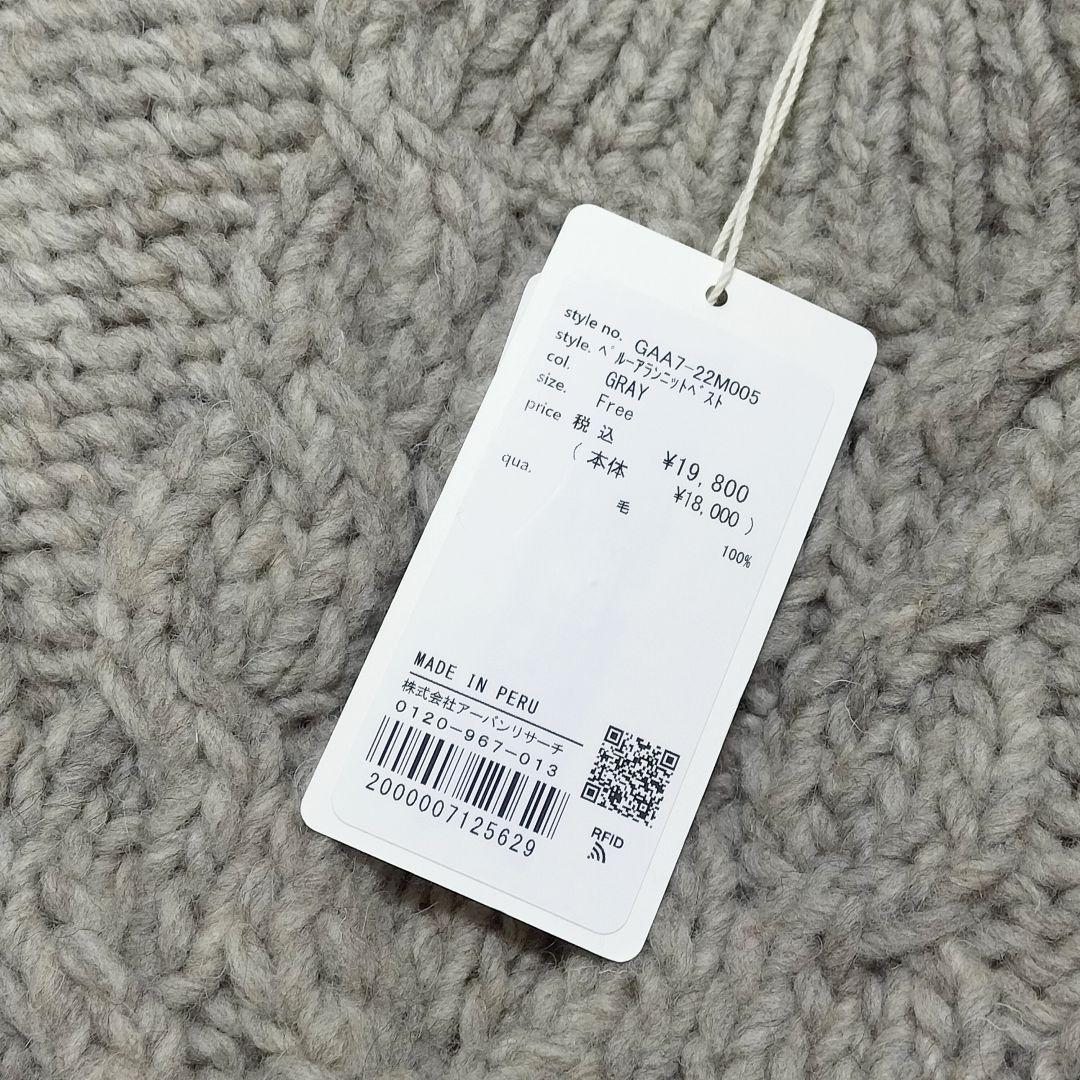 style no. GAA7-22M005
style. ﾍﾟﾙｰｱﾗﾝﾆｯﾄﾍﾞｽﾄ
col. GRAY
size. Free
price 税込 ¥19,800
(本体 ¥18,000)
qua.
毛 100%
MADE IN PERU
株式会社アーバンリサーチ
0120-967-013
2000007125629
RFID